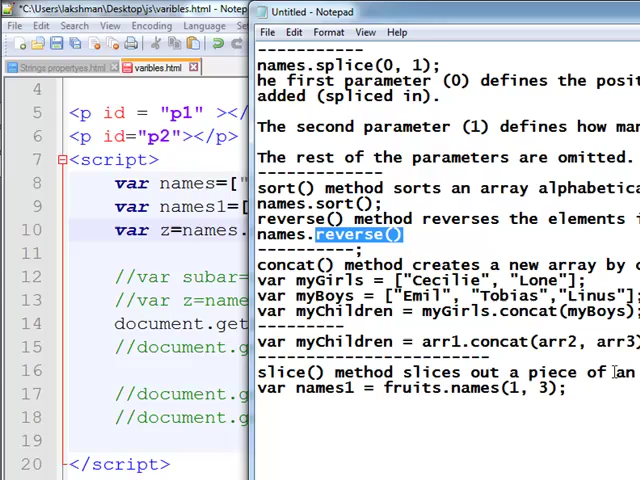 *C:\Users\lakshman\Desktop\js\varibles.html - Notep
File Edit Search View Encoding Language Se
Strings propertyes.html varibles.html
4
5 <p id = "p1" ></
6 <p id="p2"></p>
7 <script>
8 var names=["
9 var names1=[
10 var z=names.
11
12 //var subar=
13 //var z=name
14 document.get
15 //document.g
16
17 //document.g
18 //document.g
19
20 </script>
Untitled - Notepad
File Edit Format View Help
-----------
names.splice(0, 1);
he first parameter (0) defines the posit
added (spliced in).
The second parameter (1) defines how man
The rest of the parameters are omitted.
-------------
sort() method sorts an array alphabetica
names.sort();
reverse() method reverses the elements i
names.reverse()
----------;
concat() method creates a new array by c
var myGirls = ["Cecilie", "Lone"];
var myBoys = ["Emil", "Tobias","Linus"];
var myChildren = myGirls.concat(myBoys);
---------
var myChildren = arr1.concat(arr2, arr3)
------------------------
slice() method slices out a piece of an
var names1 = fruits.names(1, 3);